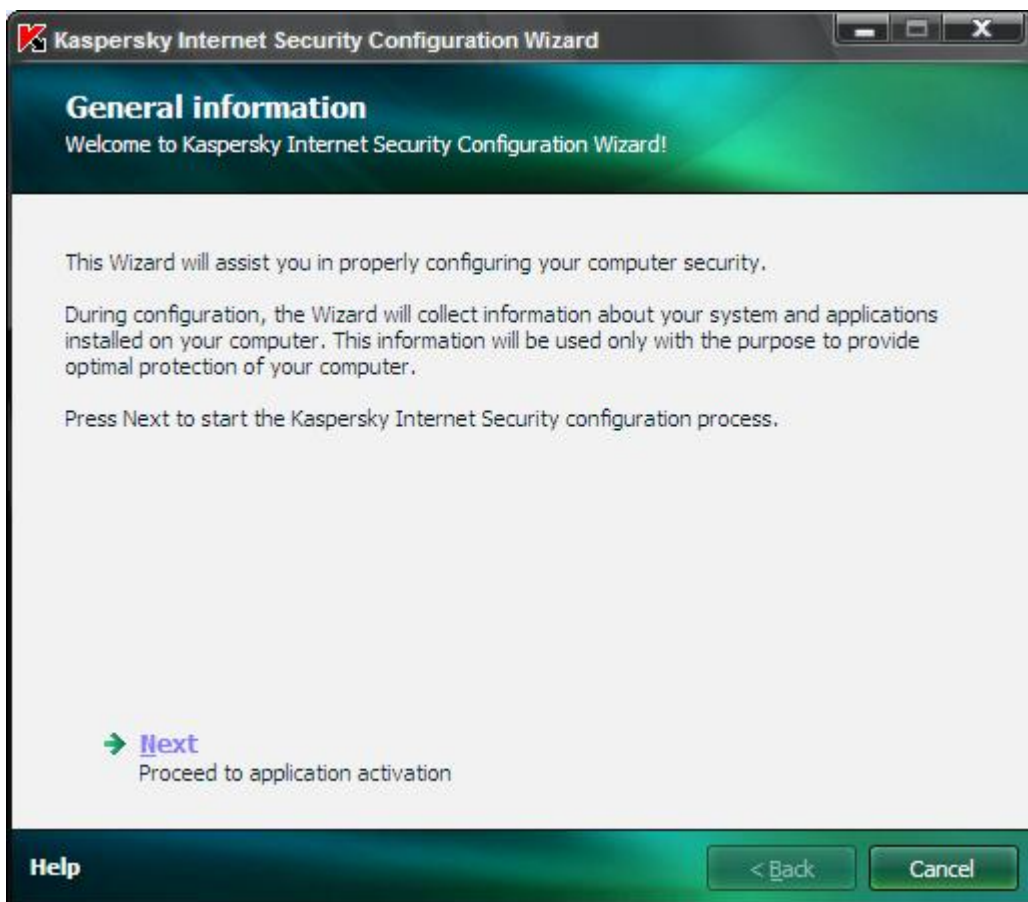 Kaspersky Internet Security Configuration Wizard
General information
Welcome to Kaspersky Internet Security Configuration Wizard!
This Wizard will assist you in properly configuring your computer security.
During configuration, the Wizard will collect information about your system and applications
installed on your computer. This information will be used only with the purpose to provide
optimal protection of your computer.
Press Next to start the Kaspersky Internet Security configuration process.
Next
Proceed to application activation
Help
< Back
Cancel